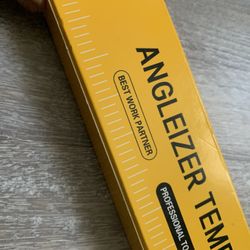 BEST WORK PARTNER
ANGLEIZER TEM
PROFESSIONAL TO